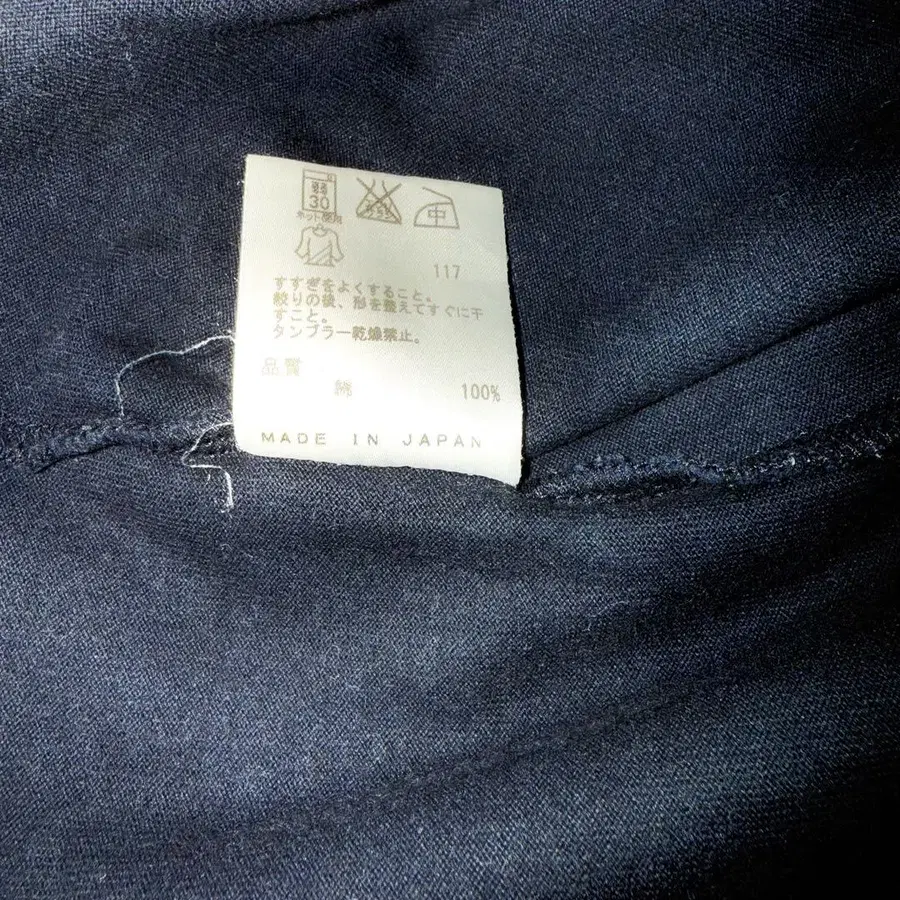 30
ネット使用
中
117
すすぎをよくすること。
絞りの後、形を整えてすぐに干
すこと。
タンブラー乾燥禁止。
品質
綿 100%
MADE IN JAPAN